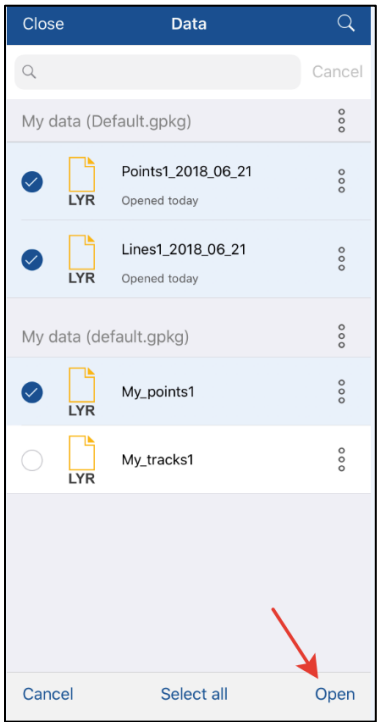 Close Data
Cancel
My data (Default.gpkg)
Points1_2018_06_21
LYR Opened today
Lines1_2018_06_21
LYR Opened today
My data (default.gpkg)
My_points1
LYR
My_tracks1
LYR
Cancel Select all Open